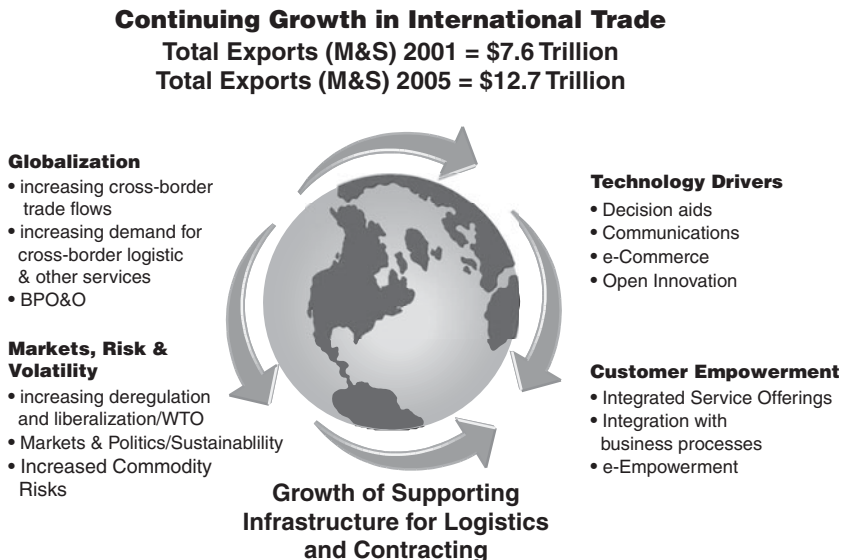 Continuing Growth in International Trade
Total Exports (M&S) 2001 = $7.6 Trillion
Total Exports (M&S) 2005 = $12.7 Trillion
Globalization
• increasing cross-border
trade flows
• increasing demand for
cross-border logistic
& other services
• BPO&O
Markets, Risk &
Volatility
• increasing deregulation
and liberalization/WTO
• Markets & Politics/Sustainablility
• Increased Commodity
Risks
Technology Drivers
• Decision aids
• Communications
• e-Commerce
• Open Innovation
Customer Empowerment
• Integrated Service Offerings
• Integration with
business processes
• e-Empowerment
Growth of Supporting
Infrastructure for Logistics
and Contracting